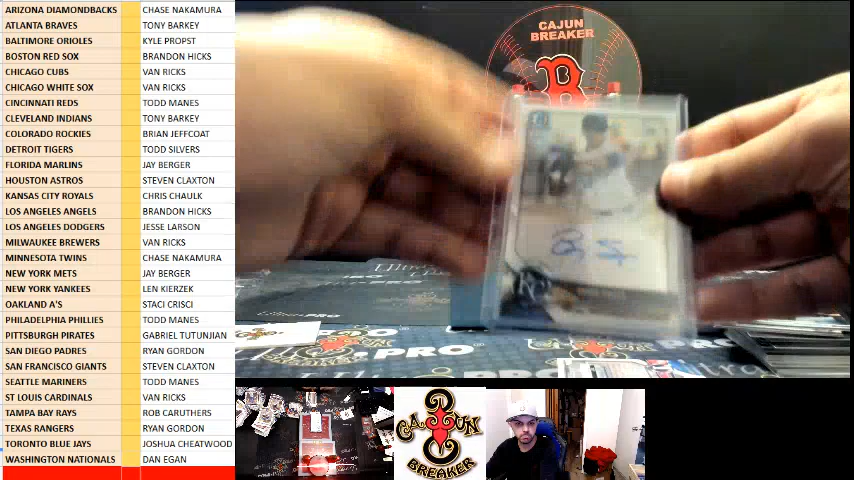 ARIZONA DIAMONDBACKS CHASE NAKAMURA
ATLANTA BRAVES TONY BARKEY
BALTIMORE ORIOLES KYLE PROPST
BOSTON RED SOX BRANDON HICKS
CHICAGO CUBS VAN RICKS
CHICAGO WHITE SOX VAN RICKS
CINCINNATI REDS TODD MANES
CLEVELAND INDIANS TONY BARKEY
COLORADO ROCKIES BRIAN JEFFCOAT
DETROIT TIGERS TODD SILVERS
FLORIDA MARLINS JAY BERGER
HOUSTON ASTROS STEVEN CLAXTON
KANSAS CITY ROYALS CHRIS CHAULK
LOS ANGELES ANGELS BRANDON HICKS
LOS ANGELES DODGERS JESSE LARSON
MILWAUKEE BREWERS VAN RICKS
MINNESOTA TWINS CHASE NAKAMURA
NEW YORK METS JAY BERGER
NEW YORK YANKEES LEN KIERZEK
OAKLAND A'S STACI CRISCI
PHILADELPHIA PHILLIES TODD MANES
PITTSBURGH PIRATES GABRIEL TUTUNJIAN
SAN DIEGO PADRES RYAN GORDON
SAN FRANCISCO GIANTS STEVEN CLAXTON
SEATTLE MARINERS TODD MANES
ST LOUIS CARDINALS VAN RICKS
TAMPA BAY RAYS ROB CARUTHERS
TEXAS RANGERS RYAN GORDON
TORONTO BLUE JAYS JOSHUA CHEATWOOD
WASHINGTON NATIONALS DAN EGAN
CAJUN
BREAKER
B
PRO
CAJUN
BREAKER